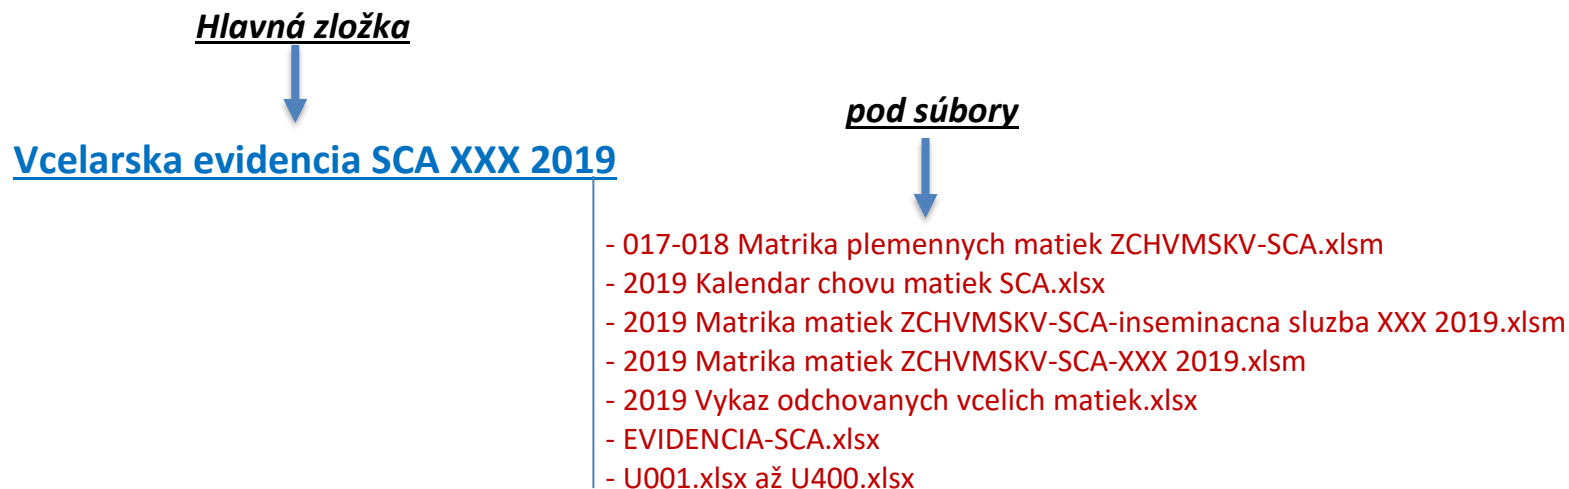 Hlavná zložka
pod súbory
Vcelarska evidencia SCA XXX 2019
- 017-018 Matrika plemennych matiek ZCHVMSKV-SCA.xlsm
- 2019 Kalendar chovu matiek SCA.xlsx
- 2019 Matrika matiek ZCHVMSKV-SCA-inseminacna sluzba XXX 2019.xlsm
- 2019 Matrika matiek ZCHVMSKV-SCA-XXX 2019.xlsm
- 2019 Vykaz odchovanych vcelich matiek.xlsx
- EVIDENCIA-SCA.xlsx
- U001.xlsx až U400.xlsx